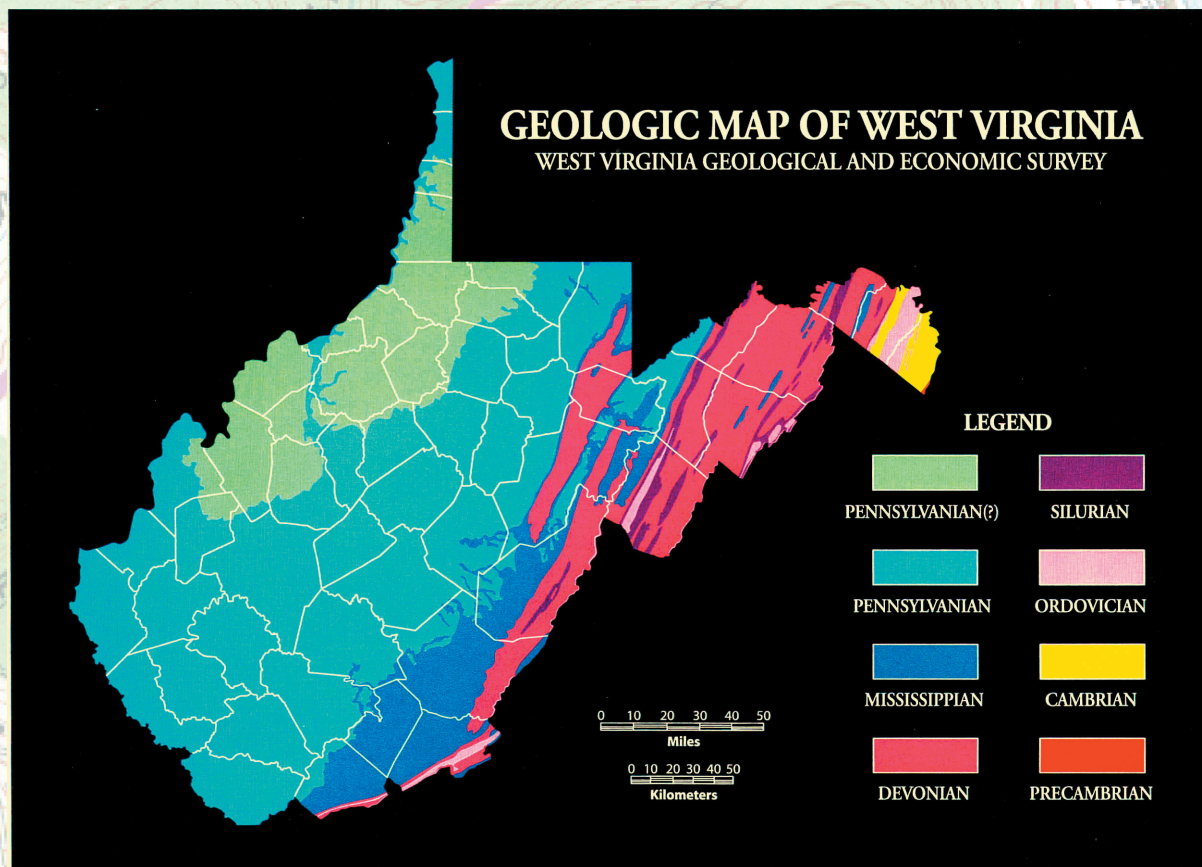 GEOLOGIC MAP OF WEST VIRGINIA
WEST VIRGINIA GEOLOGICAL AND ECONOMIC SURVEY
LEGEND
PENNSYLVANIAN(?)
SILURIAN
PENNSYLVANIAN
ORDOVICIAN
MISSISSIPPIAN
CAMBRIAN
DEVONIAN
PRECAMBRIAN
0 10 20 30 40 50
Miles
0 10 20 30 40 50
Kilometers